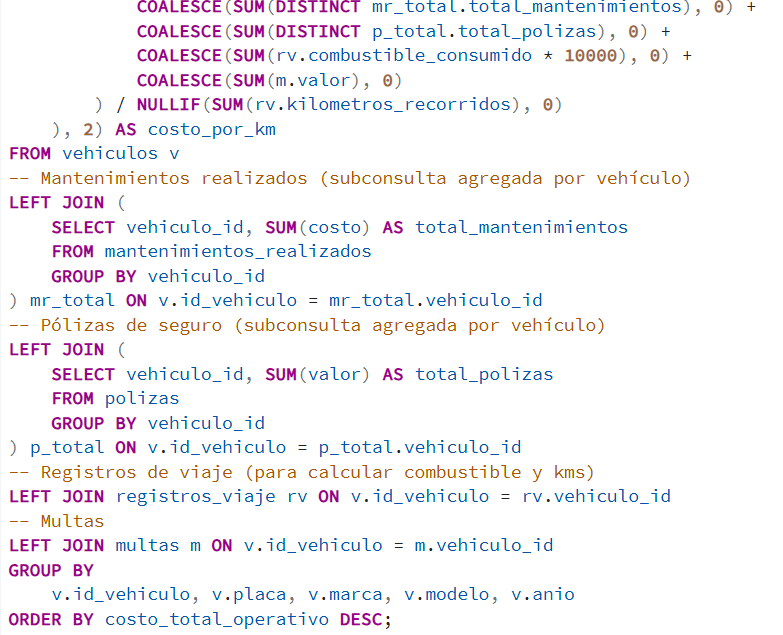 COALESCE(SUM(DISTINCT mr_total.total_mantenimientos), 0) +
COALESCE(SUM(DISTINCT p_total.total_polizas), 0) +
COALESCE(SUM(rv.combustible_consumido * 10000), 0) +
COALESCE(SUM(m.valor), 0)
) / NULLIF(SUM(rv.kilometros_recorridos), 0)
), 2) AS costo_por_km
FROM vehiculos v
-- Mantenimientos realizados (subconsulta agregada por vehículo)
LEFT JOIN (
SELECT vehiculo_id, SUM(costo) AS total_mantenimientos
FROM mantenimientos_realizados
GROUP BY vehiculo_id
) mr_total ON v.id_vehiculo = mr_total.vehiculo_id
-- Pólizas de seguro (subconsulta agregada por vehículo)
LEFT JOIN (
SELECT vehiculo_id, SUM(valor) AS total_polizas
FROM polizas
GROUP BY vehiculo_id
) p_total ON v.id_vehiculo = p_total.vehiculo_id
-- Registros de viaje (para calcular combustible y kms)
LEFT JOIN registros_viaje rv ON v.id_vehiculo = rv.vehiculo_id
-- Multas
LEFT JOIN multas m ON v.id_vehiculo = m.vehiculo_id
GROUP BY
v.id_vehiculo, v.placa, v.marca, v.modelo, v.anio
ORDER BY costo_total_operativo DESC;